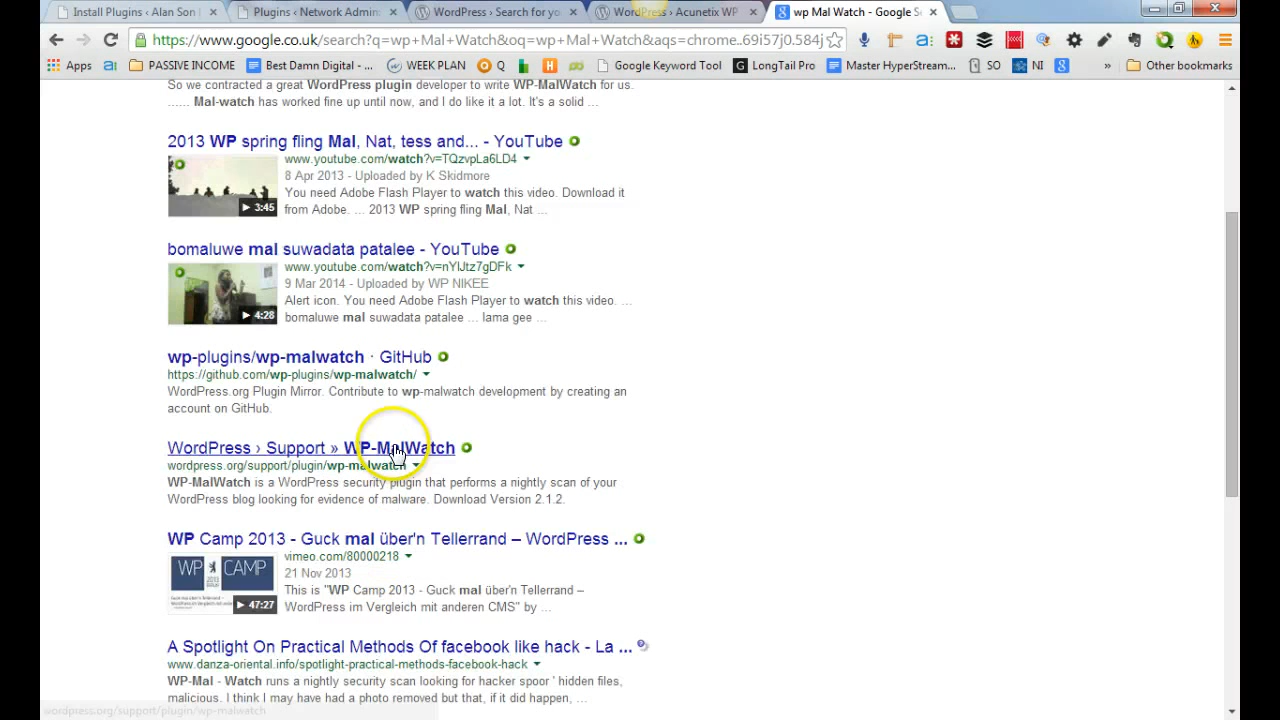 Install Plugins ‹ Alan Son
Plugins ‹ Network Admin
WordPress › Search for yo
WordPress › Acunetix WP
wp Mal Watch - Google Se
https://www.google.co.uk/search?q=wp+Mal+Watch&oq=wp+Mal+Watch&aqs=chrome..69i57j0.584j
Apps
PASSIVE INCOME
Best Damn Digital -...
WEEK PLAN
Q
Google Keyword Tool
LongTail Pro
Master HyperStream...
SO
NI
»
Other bookmarks
So we contracted a great WordPress plugin developer to write WP-MalWatch for us.
...... Mal-watch has worked fine up until now, and I do like it a lot. It's a solid ...
2013 WP spring fling Mal, Nat, tess and... - YouTube
www.youtube.com/watch?v=TQzvpLa6LD4
8 Apr 2013 - Uploaded by K Skidmore
You need Adobe Flash Player to watch this video. Download it
from Adobe. ... 2013 WP spring fling Mal, Nat ...
3:45
bomaluwe mal suwadata patalee - YouTube
www.youtube.com/watch?v=nYlJtz7gDFk
9 Mar 2014 - Uploaded by WP NIKEE
Alert icon. You need Adobe Flash Player to watch this video. ...
bomaluwe mal suwadata patalee ... lama gee ...
4:28
wp-plugins/wp-malwatch · GitHub
https://github.com/wp-plugins/wp-malwatch/
WordPress.org Plugin Mirror. Contribute to wp-malwatch development by creating an
account on GitHub.
WordPress › Support » WP-MalWatch
wordpress.org/support/plugin/wp-malwatch
WP-MalWatch is a WordPress security plugin that performs a nightly scan of your
WordPress blog looking for evidence of malware. Download Version 2.1.2.
WP Camp 2013 - Guck mal über'n Tellerrand – WordPress ...
vimeo.com/80000218
21 Nov 2013
This is "WP Camp 2013 - Guck mal über'n Tellerrand –
WordPress im Vergleich mit anderen CMS" by ...
WP CAMP
47:27
A Spotlight On Practical Methods Of facebook like hack - La ...
www.danza-oriental.info/spotlight-practical-methods-facebook-hack
WP-Mal - Watch runs a nightly security scan looking for hacker spoor ' hidden files,
malicious. I think I may have had a photo removed but that, if it did happen, ...
wordpress.org/support/plugin/wp-malwatch